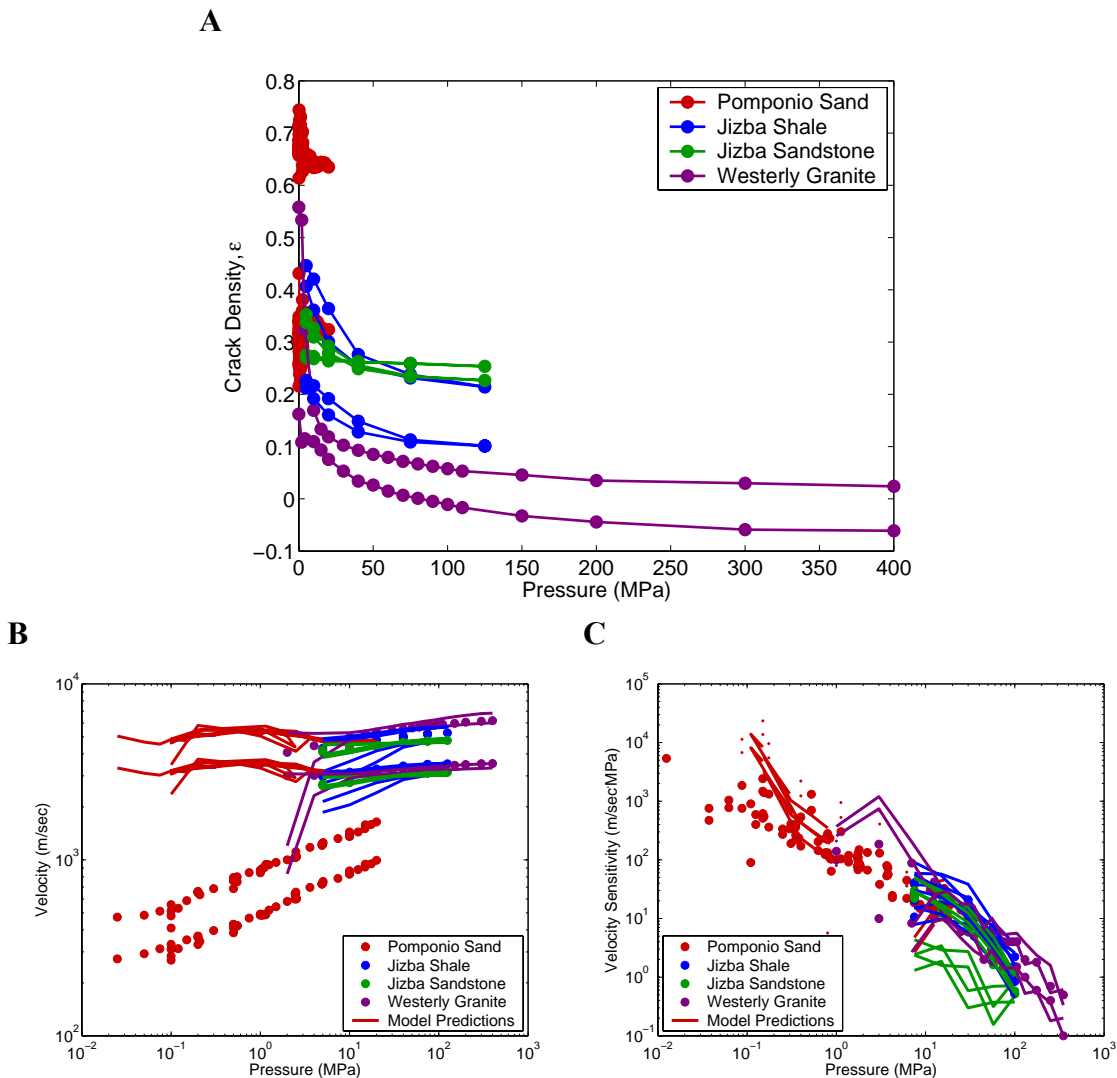 A
0.8
0.7
0.6
0.5
0.4
0.3
0.2
0.1
0
−0.1
Crack Density, ε
0 50 100 150 200 250 300 350 400
Pressure (MPa)
Pomponio Sand
Jizba Shale
Jizba Sandstone
Westerly Granite
B
10^4
10^3
10^2
Velocity (m/sec)
10^−2 10^−1 10^0 10^1 10^2 10^3
Pressure (MPa)
Pomponio Sand
Jizba Shale
Jizba Sandstone
Westerly Granite
Model Predictions
C
10^5
10^4
10^3
10^2
10^1
10^0
10^−1
Velocity Sensitivity (m/secMPa)
10^−2 10^−1 10^0 10^1 10^2 10^3
Pressure (MPa)
Pomponio Sand
Jizba Shale
Jizba Sandstone
Westerly Granite
Model Predictions